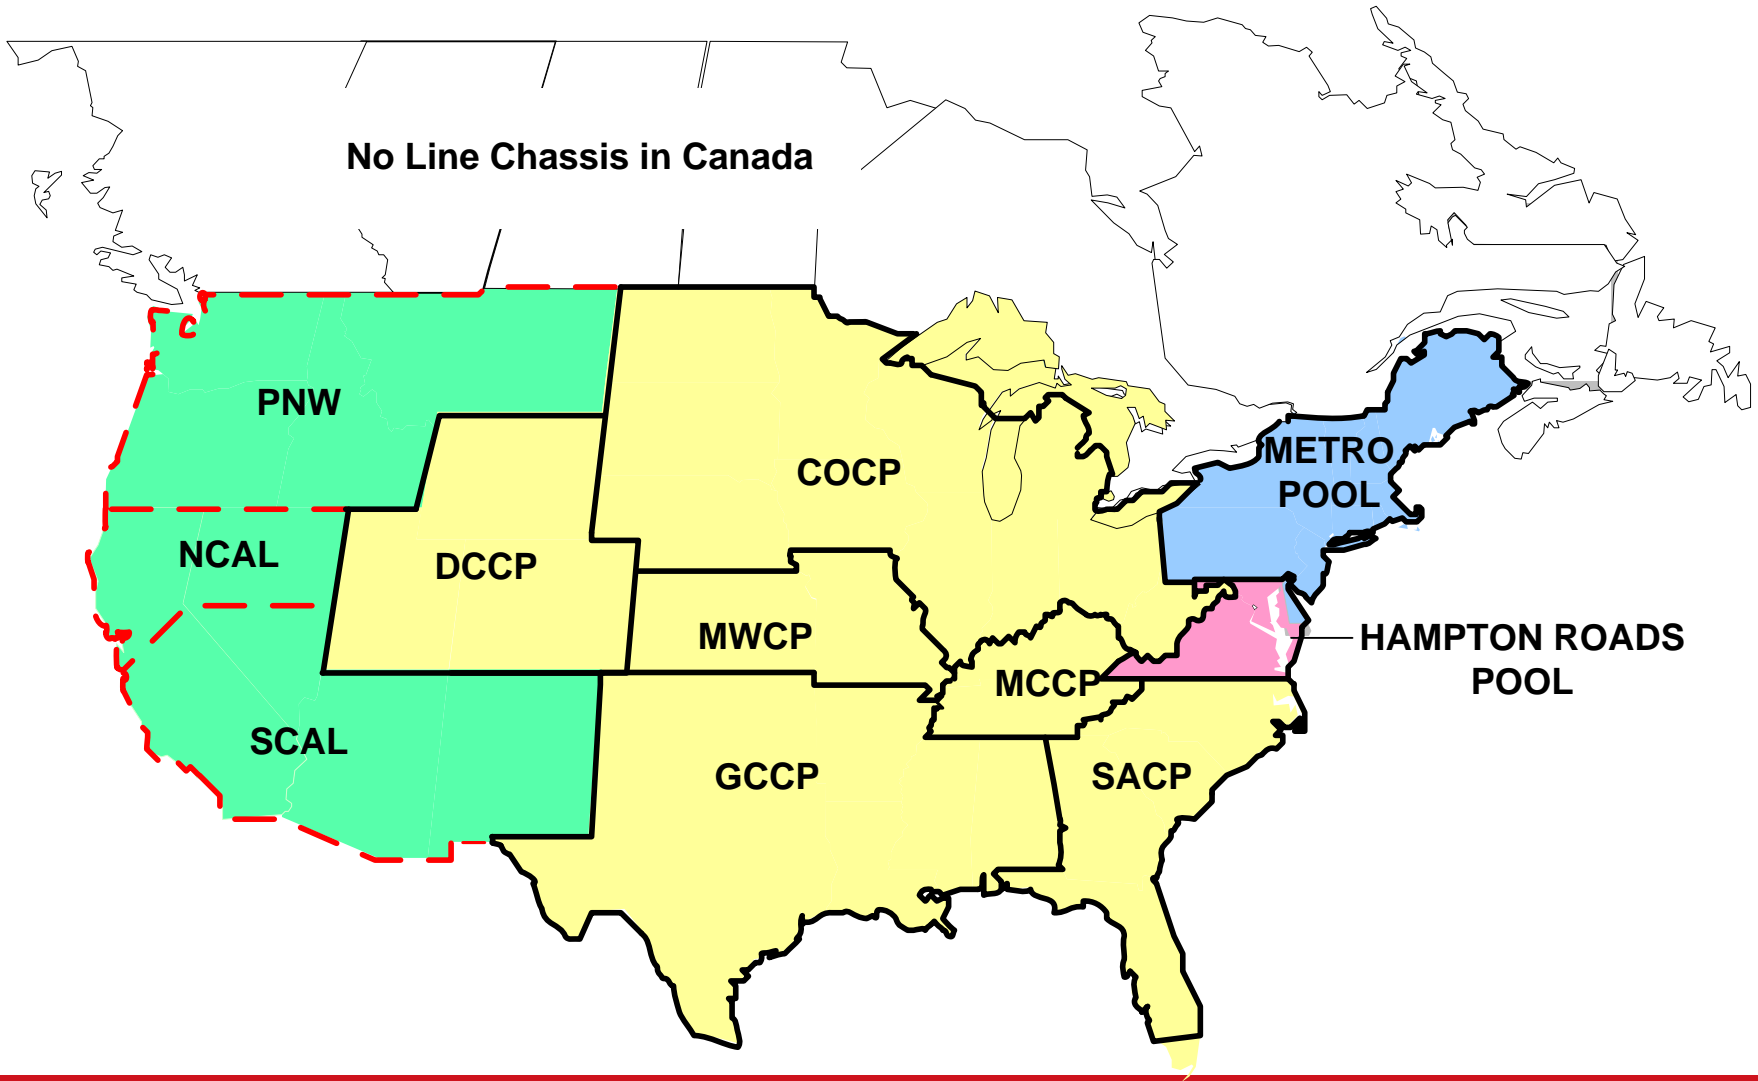 No Line Chassis in Canada
PNW
METRO
POOL
COCP
NCAL
DCCP
MWCP
HAMPTON ROADS
POOL
MCCP
SCAL
GCCP
SACP